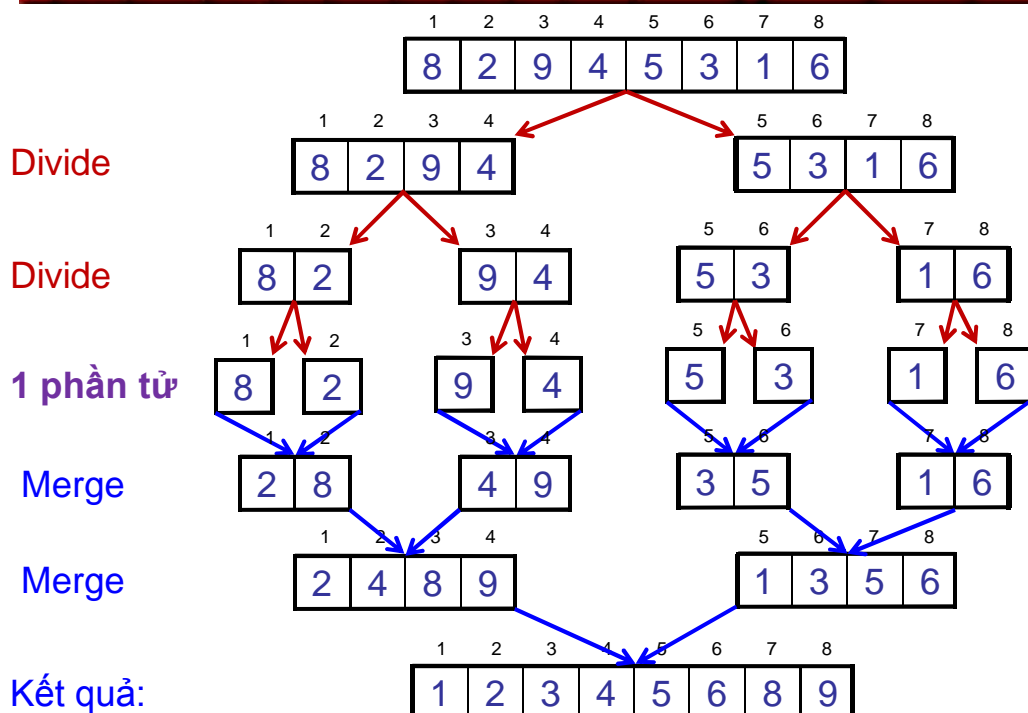 1 2 3 4 5 6 7 8
8 2 9 4 5 3 1 6
1 2 3 4 5 6 7 8
Divide 8 2 9 4 5 3 1 6
1 2 3 4 5 6 7 8
Divide 8 2 9 4 5 3 1 6
1 2 3 4 5 6 7 8
1 phần tử 8 2 9 4 5 3 1 6
1 2 3 4 5 6 7 8
Merge 2 8 4 9 3 5 1 6
1 2 3 4 5 6 7 8
Merge 2 4 8 9 1 3 5 6
1 2 3 4 5 6 7 8
Kết quả: 1 2 3 4 5 6 8 9